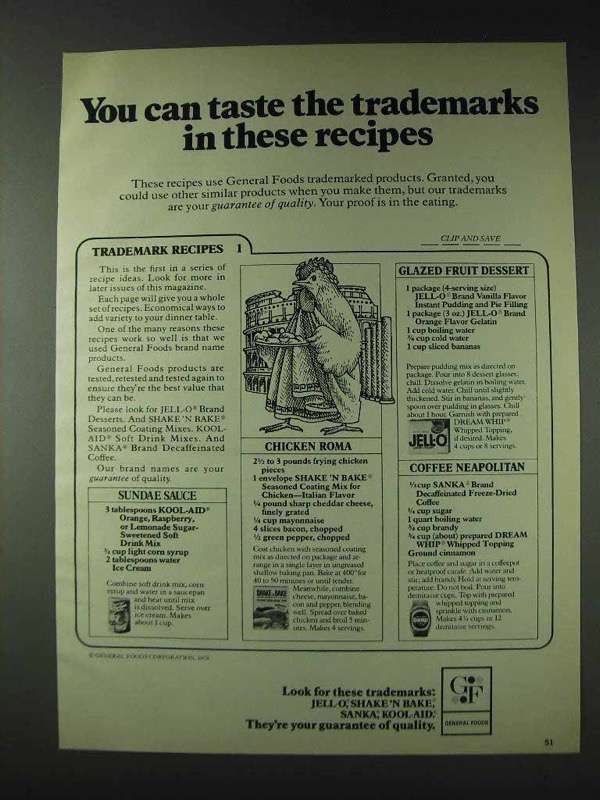 You can taste the trademarks
in these recipes
These recipes use General Foods trademarked products. Granted, you
could use other similar products when you make them, but our trademarks
are your guarantee of quality. Your proof is in the eating.
CLIP AND SAVE
TRADEMARK RECIPES 1
This is the first in a series of
recipe ideas. Look for more in
later issues of this magazine.
Each page will give you a whole
set of recipes. Economical ways to
add variety to your dinner table.
One of the many reasons these
recipes work so well is that we
used General Foods brand name
products.
General Foods products are
tested, retested and tested again to
ensure they're the best value that
they can be.
Please look for JELL-O® Brand
Desserts. And SHAKE 'N BAKE®
Seasoned Coating Mixes. KOOL-
AID® Soft Drink Mixes. And
SANKA® Brand Decaffeinated
Coffee.
Our brand names are your
guarantee of quality.
SUNDAE SAUCE
3 tablespoons KOOL-AID®
Orange, Raspberry,
or Lemonade Sugar-
Sweetened Soft
Drink Mix
cup light corn syrup
2 tablespoons water
Ice Cream
Combine soft drink mix, corn
syrup and water in a saucepan
and heat until mix
is dissolved. Serve over
ice cream. Makes
about 1 cup.
CHICKEN ROMA
2½ to 3 pounds frying chicken
pieces
1 envelope SHAKE 'N BAKE®
Seasoned Coating Mix for
Chicken—Italian Flavor
¼ pound sharp cheddar cheese,
finely grated
¼ cup mayonnaise
4 slices bacon, chopped
½ green pepper, chopped
Coat chicken with seasoned coating
mix as directed on package and ar-
range in a single layer in ungreased
shallow baking pan. Bake at 400° for
40 to 50 minutes or until tender.
Meanwhile, combine
cheese, mayonnaise, ba-
con and pepper, blending
well. Spread over baked
chicken and broil 5 min-
utes. Makes 4 servings.
SHAKE & BAKE
GLAZED FRUIT DESSERT
1 package (4-serving size)
JELL-O® Brand Vanilla Flavor
Instant Pudding and Pie Filling
1 package (3 oz.) JELL-O® Brand
Orange Flavor Gelatin
1 cup boiling water
¾ cup cold water
1 cup sliced bananas
Prepare pudding mix as directed on
package. Pour into 8 dessert glasses;
chill. Dissolve gelatin in boiling water.
Add cold water. Chill until slightly
thickened. Stir in bananas, and gently
spoon over pudding in glasses. Chill
about 1 hour. Garnish with prepared
DREAM WHIP®
Whipped Topping,
if desired. Makes
4 cups or 8 servings.
JELL-O
COFFEE NEAPOLITAN
cup SANKA® Brand
Decaffeinated Freeze-Dried
Coffee
¼ cup sugar
1 quart boiling water
cup brandy
cup (about) prepared DREAM
WHIP® Whipped Topping
Ground cinnamon
Place coffee and sugar in a coffeepot
or heatproof carafe. Add water and
stir; add brandy. Hold at serving tem-
perature. Do not boil. Pour into
demitasse cups. Top with prepared
whipped topping and
sprinkle with cinnamon.
Makes 4¼ cups or 12
demitasse servings.
© GENERAL FOODS CORPORATION,
Look for these trademarks:
JELL-O,® SHAKE 'N BAKE,®
SANKA,® KOOL-AID.®
They're your guarantee of quality.
GF
GENERAL FOODS
51